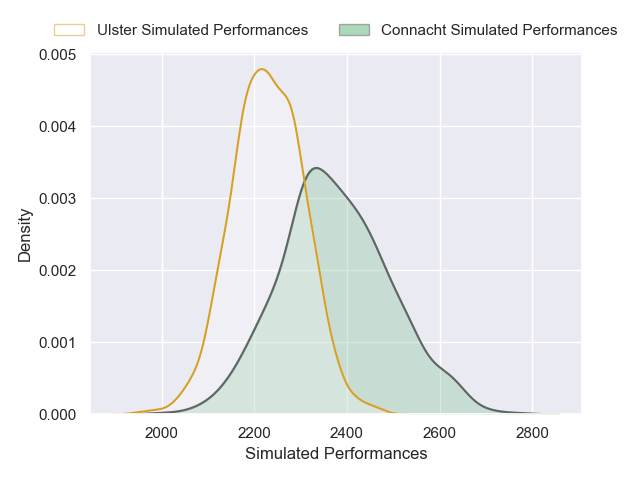 Ulster Simulated Performances Connacht Simulated Performances
0.005
0.004
0.003
0.002
0.001
0.000
Density
2000 2200 2400 2600 2800
Simulated Performances